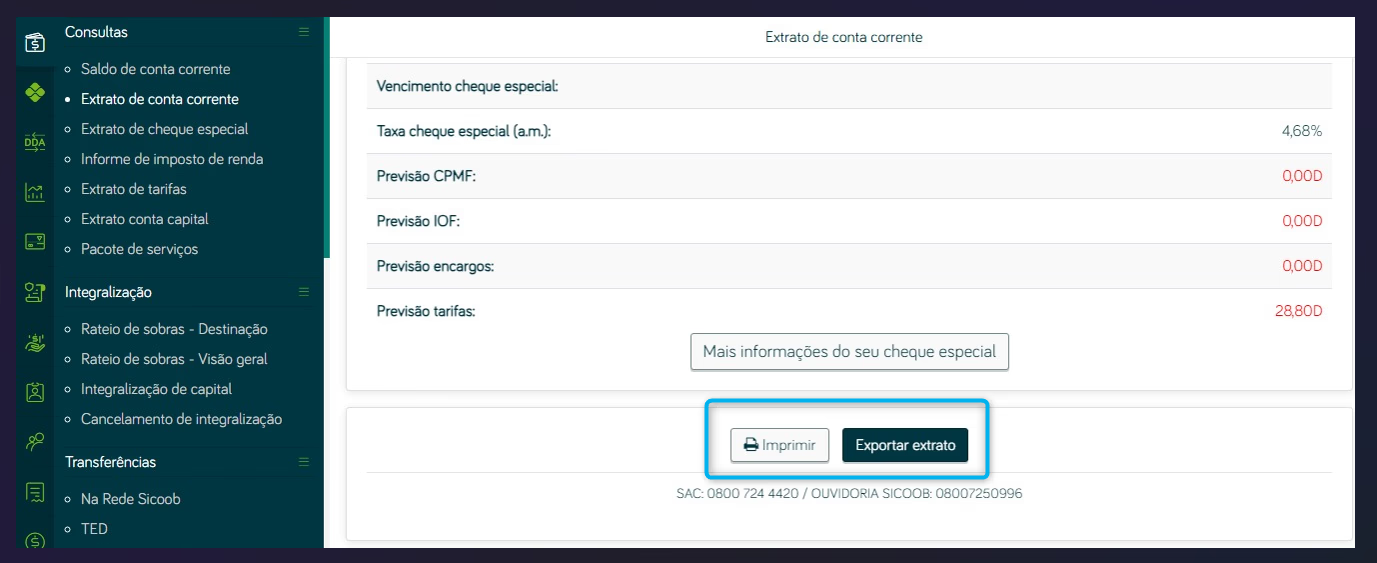 Consultas
Saldo de conta corrente
Extrato de conta corrente
Extrato de cheque especial
Informe de imposto de renda
Extrato de tarifas
Extrato conta capital
Pacote de serviços
Integralização
Rateio de sobras - Destinação
Rateio de sobras - Visão geral
Integralização de capital
Cancelamento de integralização
Transferências
Na Rede Sicoob
TED
DDA
Extrato de conta corrente
Vencimento cheque especial:
Taxa cheque especial (a.m.): 4,68%
Previsão CPMF: 0,00D
Previsão IOF: 0,00D
Previsão encargos: 0,00D
Previsão tarifas: 28,80D
Mais informações do seu cheque especial
Imprimir Exportar extrato
SAC: 0800 724 4420 / OUVIDORIA SICOOB: 08007250996